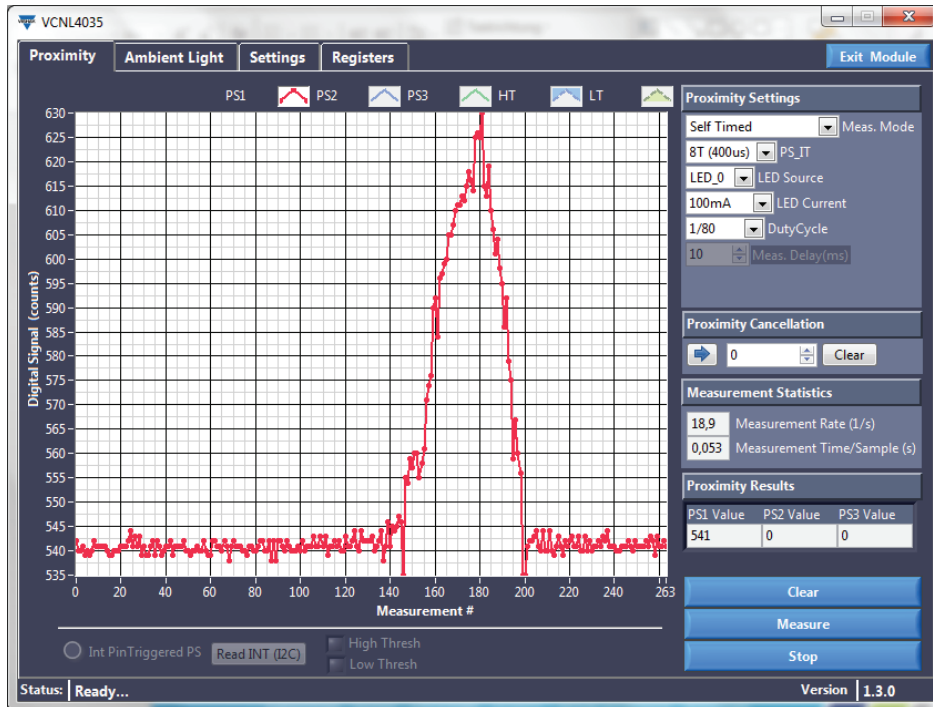 VCNL4035
Proximity
Ambient Light
Settings
Registers
Exit Module
PS1
PS2
PS3
HT
LT
Digital Signal (counts)
630
625
620
615
610
605
600
595
590
585
580
575
570
565
560
555
550
545
540
535
0 20 40 60 80 100 120 140 160 180 200 220 240 263
Measurement #
Int PinTriggered PS
Read INT (I2C)
High Thresh
Low Thresh
Proximity Settings
Self Timed Meas. Mode
8T (400us) PS_IT
LED_0 LED Source
100mA LED Current
1/80 DutyCycle
10 Meas. Delay(ms)
Proximity Cancellation
0 Clear
Measurement Statistics
18,9 Measurement Rate (1/s)
0,053 Measurement Time/Sample (s)
Proximity Results
PS1 Value PS2 Value PS3 Value
541 0 0
Clear
Measure
Stop
Status: Ready...
Version 1.3.0